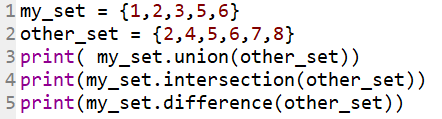 1 my_set = {1,2,3,5,6}
2 other_set = {2,4,5,6,7,8}
3 print( my_set.union(other_set))
4 print(my_set.intersection(other_set))
5 print(my_set.difference(other_set))